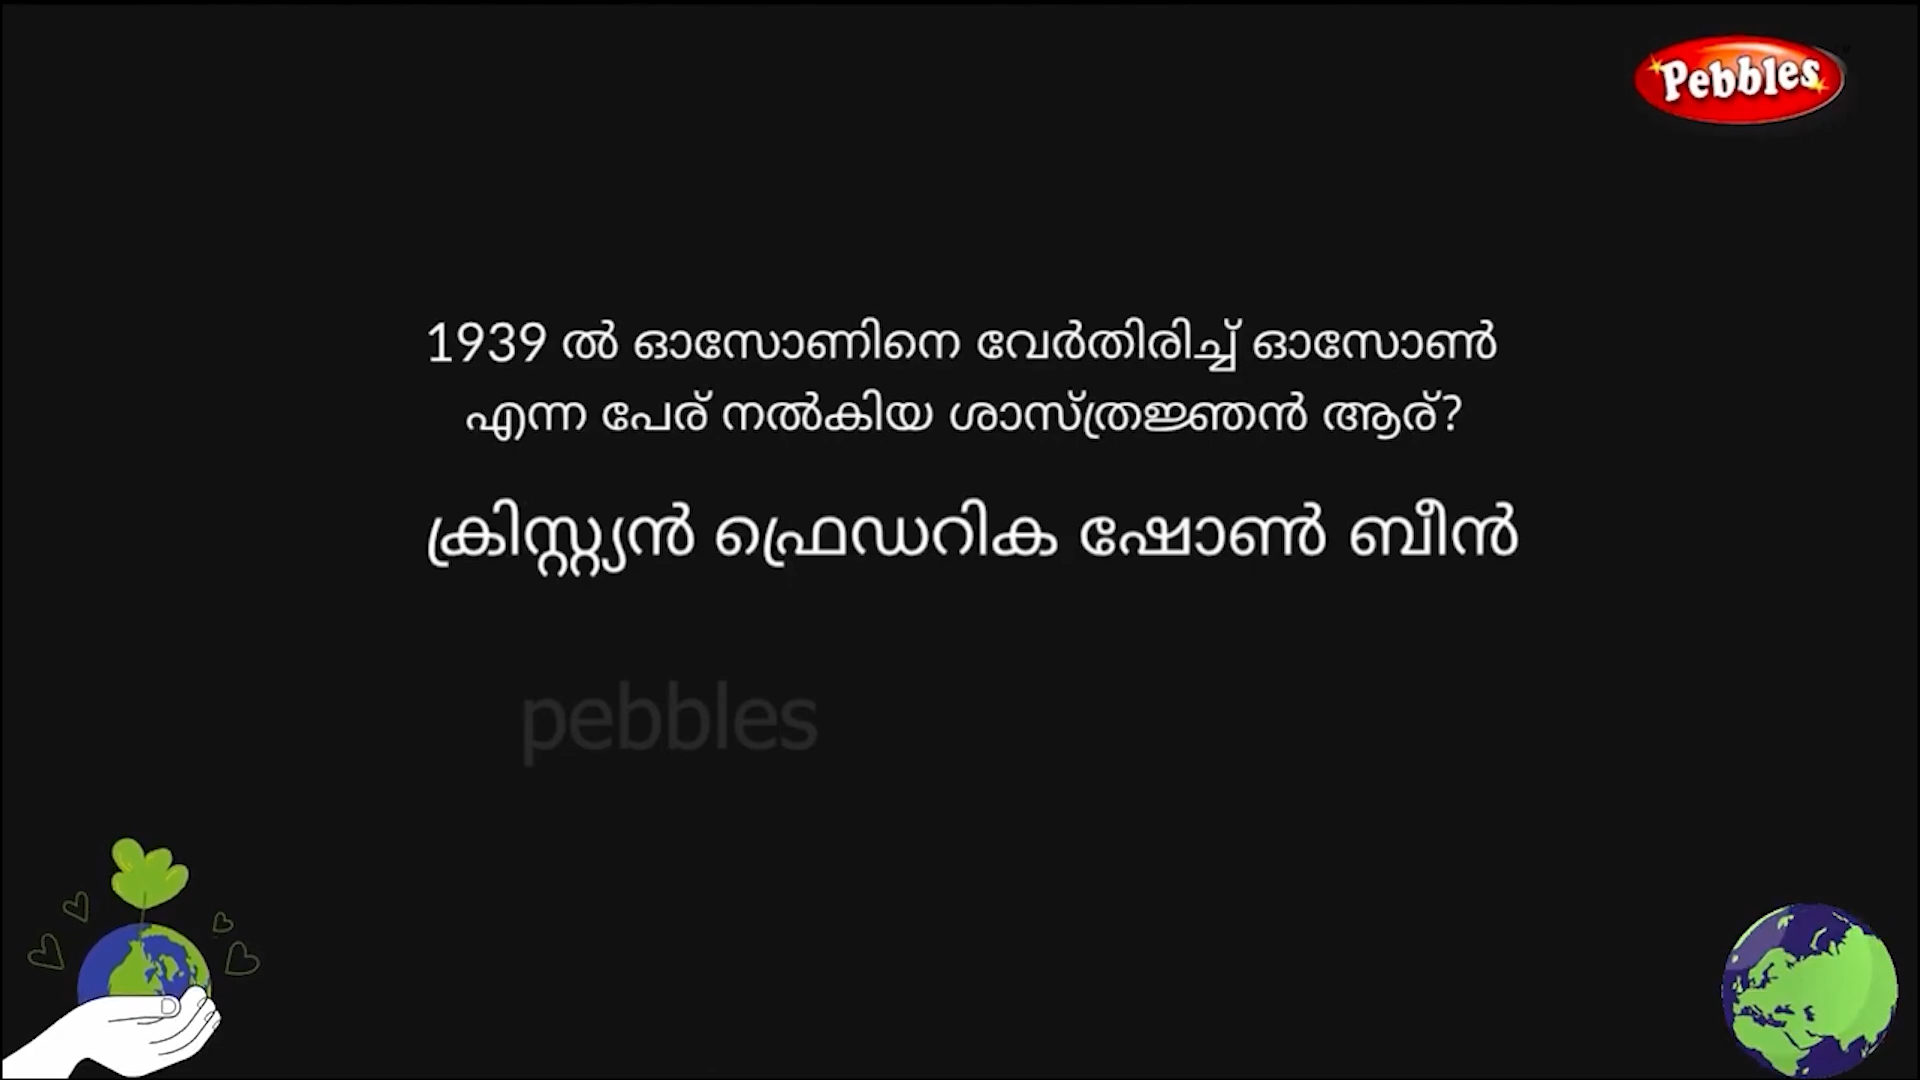 Pebbles
1939 ൽ ഓസോണിനെ വേർതിരിച്ച് ഓസോൺ
എന്ന പേര് നൽകിയ ശാസ്ത്രജ്ഞൻ ആര്?
ക്രിസ്റ്റ്യൻ ഫ്രെഡറിക ഷോൺ ബീൻ
pebbles